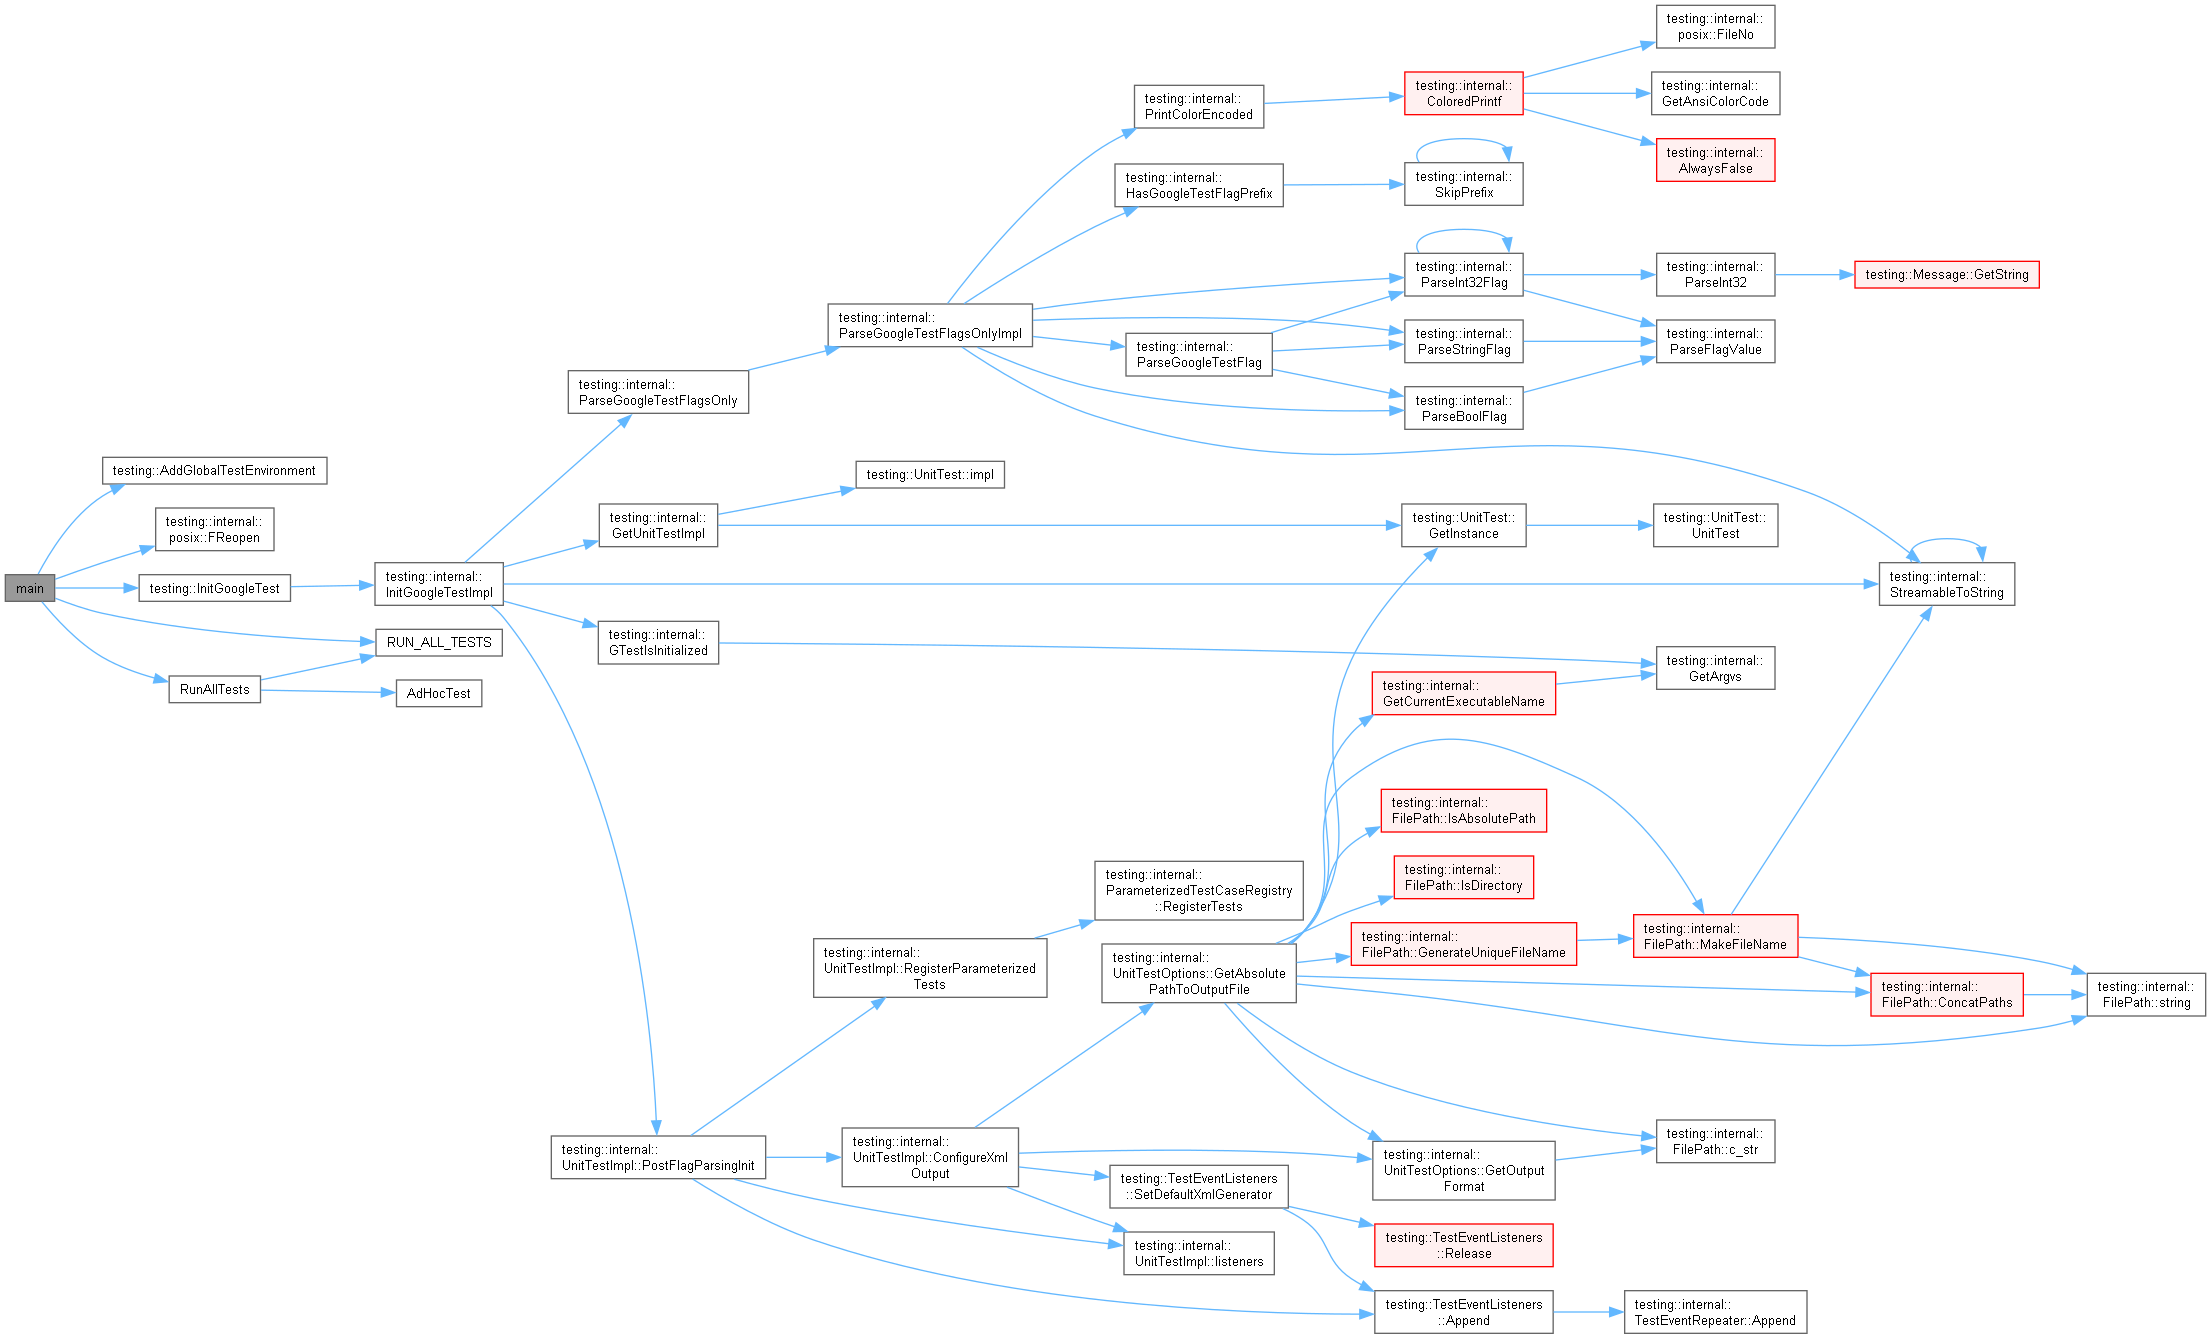 testing::internal::
posix::FileNo
testing::internal::
ColoredPrintf
testing::internal::
GetAnsiColorCode
testing::internal::
PrintColorEncoded
testing::internal::
AlwaysFalse
testing::internal::
HasGoogleTestFlagPrefix
testing::internal::
SkipPrefix
testing::internal::
ParseInt32Flag
testing::internal::
ParseInt32
testing::Message::GetString
testing::internal::
ParseGoogleTestFlagsOnlyImpl
testing::internal::
ParseGoogleTestFlag
testing::internal::
ParseStringFlag
testing::internal::
ParseFlagValue
testing::internal::
ParseGoogleTestFlagsOnly
testing::internal::
ParseBoolFlag
testing::AddGlobalTestEnvironment
testing::UnitTest::impl
testing::internal::
posix::FReopen
testing::internal::
GetUnitTestImpl
testing::UnitTest::
GetInstance
testing::UnitTest::
UnitTest
main
testing::InitGoogleTest
testing::internal::
InitGoogleTestImpl
testing::internal::
StreamableToString
RUN_ALL_TESTS
testing::internal::
GTestIsInitialized
testing::internal::
GetArgvs
RunAllTests
AdHocTest
testing::internal::
GetCurrentExecutableName
testing::internal::
FilePath::IsAbsolutePath
testing::internal::
FilePath::IsDirectory
testing::internal::
ParameterizedTestCaseRegistry
::RegisterTests
testing::internal::
FilePath::MakeFileName
testing::internal::
FilePath::GenerateUniqueFileName
testing::internal::
UnitTestImpl::RegisterParameterized
Tests
testing::internal::
UnitTestOptions::GetAbsolute
PathToOutputFile
testing::internal::
FilePath::ConcatPaths
testing::internal::
FilePath::string
testing::internal::
UnitTestImpl::PostFlagParsingInit
testing::internal::
UnitTestImpl::ConfigureXml
Output
testing::internal::
FilePath::c_str
testing::internal::
UnitTestOptions::GetOutput
Format
testing::TestEventListeners
::SetDefaultXmlGenerator
testing::TestEventListeners
::Release
testing::internal::
UnitTestImpl::listeners
testing::TestEventListeners
::Append
testing::internal::
TestEventRepeater::Append